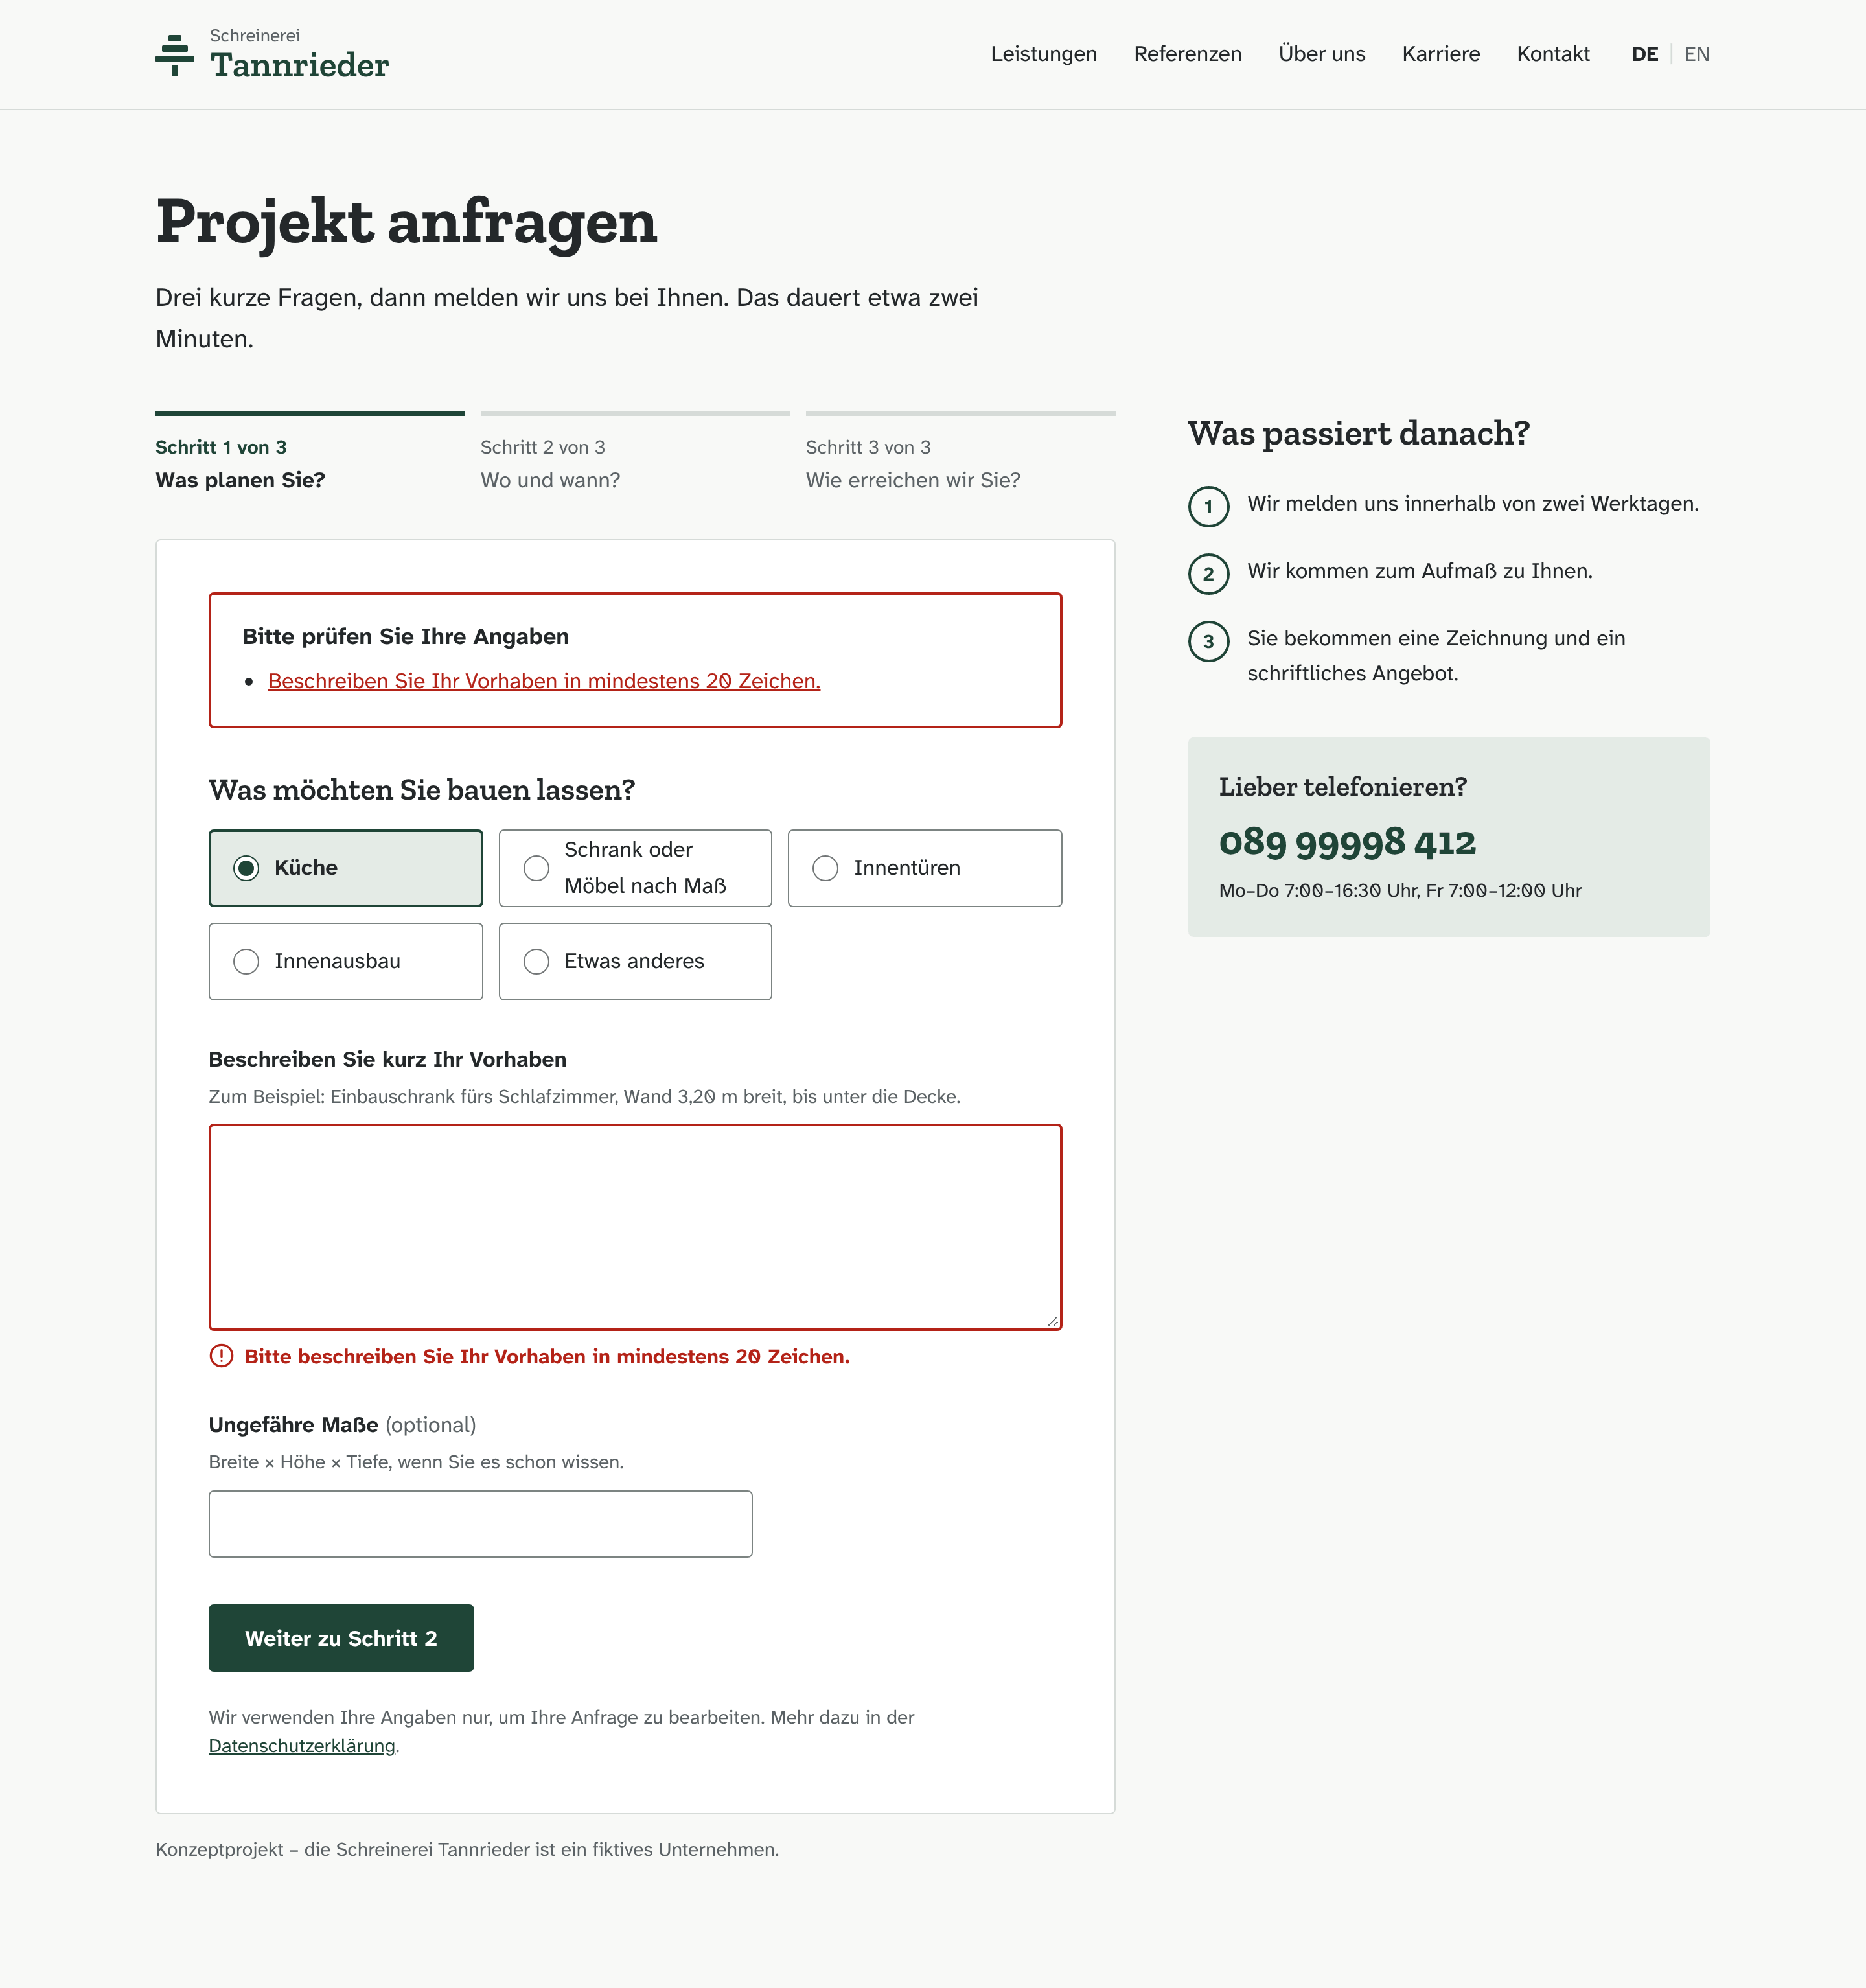 Schreinerei
Tannrieder
Leistungen
Referenzen
Über uns
Karriere
Kontakt
DE
EN
Projekt anfragen
Drei kurze Fragen, dann melden wir uns bei Ihnen. Das dauert etwa zwei
Minuten.
Schritt 1 von 3
Was planen Sie?
Schritt 2 von 3
Wo und wann?
Schritt 3 von 3
Wie erreichen wir Sie?
Bitte prüfen Sie Ihre Angaben
Beschreiben Sie Ihr Vorhaben in mindestens 20 Zeichen.
Was möchten Sie bauen lassen?
Küche
Schrank oder
Möbel nach Maß
Innentüren
Innenausbau
Etwas anderes
Beschreiben Sie kurz Ihr Vorhaben
Zum Beispiel: Einbauschrank fürs Schlafzimmer, Wand 3,20 m breit, bis unter die Decke.
Bitte beschreiben Sie Ihr Vorhaben in mindestens 20 Zeichen.
Ungefähre Maße (optional)
Breite × Höhe × Tiefe, wenn Sie es schon wissen.
Weiter zu Schritt 2
Wir verwenden Ihre Angaben nur, um Ihre Anfrage zu bearbeiten. Mehr dazu in der
Datenschutzerklärung.
Was passiert danach?
1 Wir melden uns innerhalb von zwei Werktagen.
2 Wir kommen zum Aufmaß zu Ihnen.
3 Sie bekommen eine Zeichnung und ein
schriftliches Angebot.
Lieber telefonieren?
089 99998 412
Mo–Do 7:00–16:30 Uhr, Fr 7:00–12:00 Uhr
Konzeptprojekt – die Schreinerei Tannrieder ist ein fiktives Unternehmen.